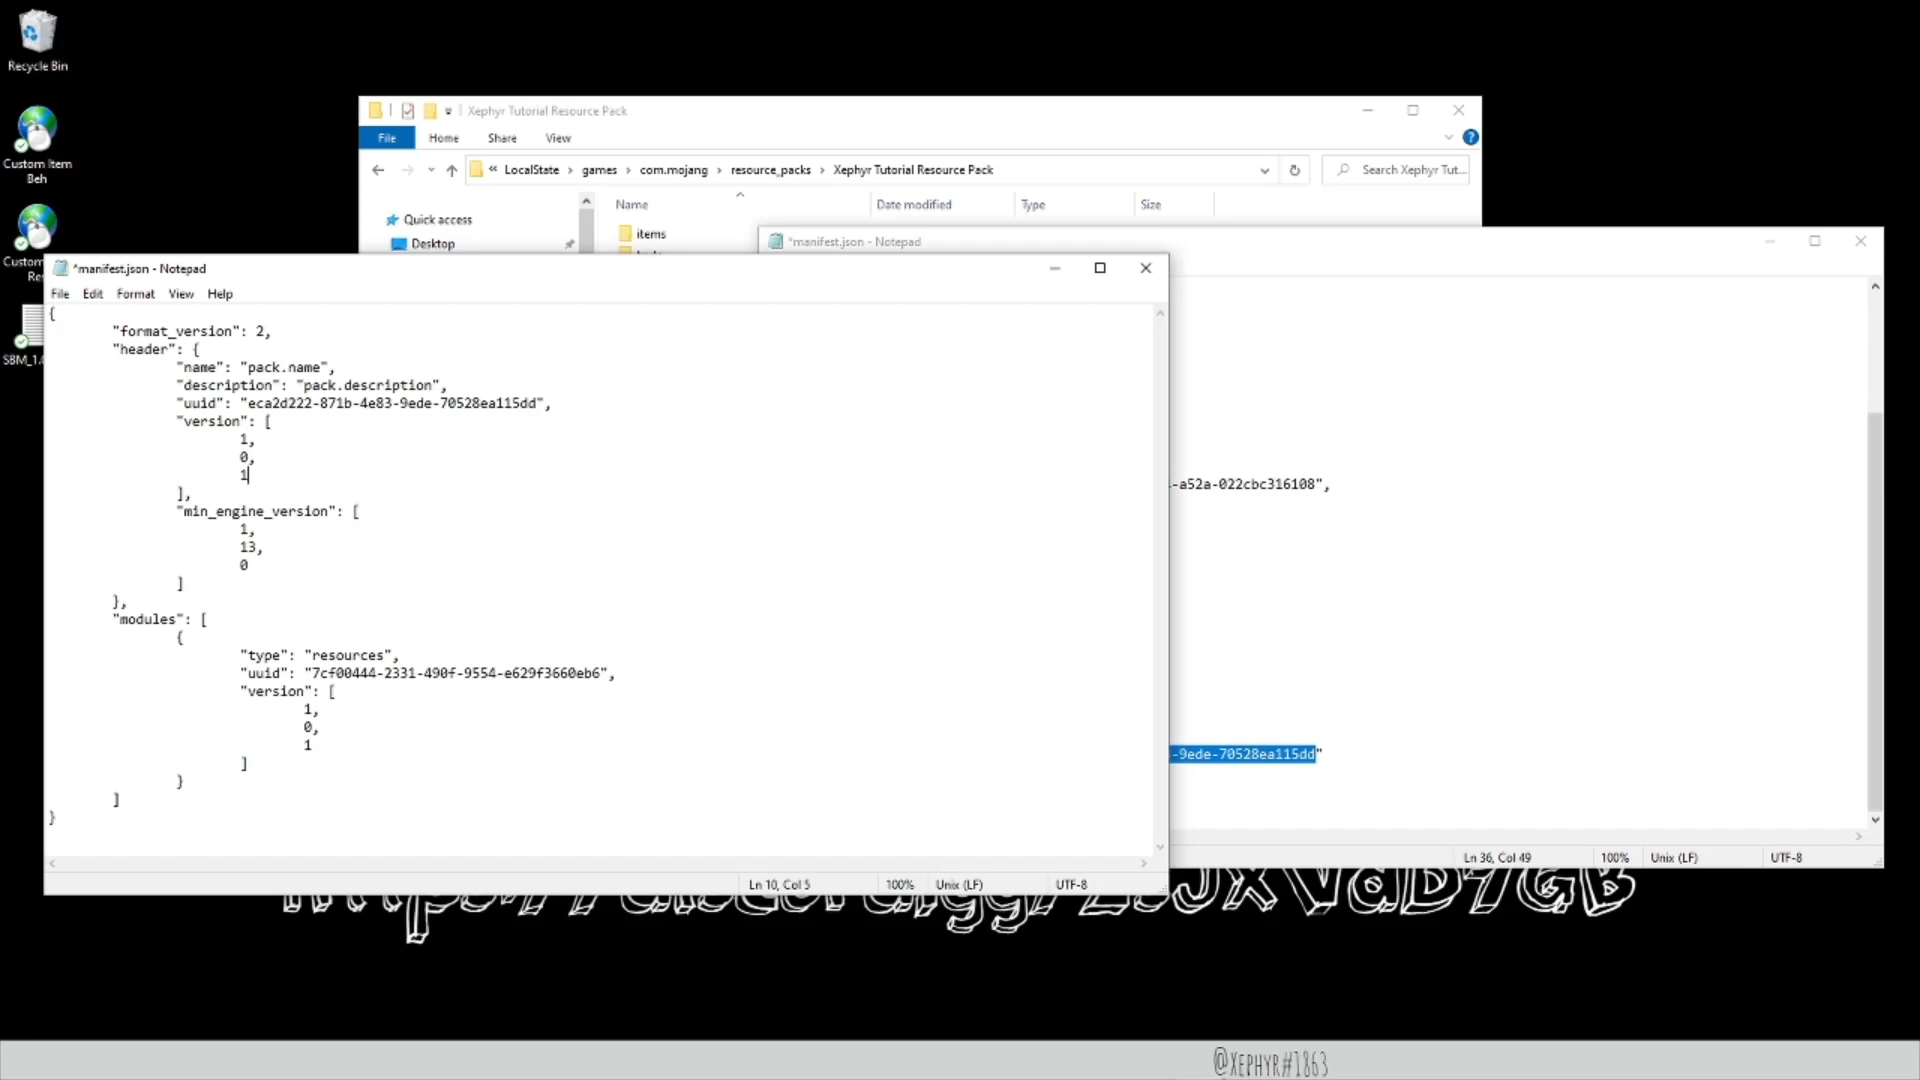 Recycle Bin
Custom Item
Beh
Custom
Res
SBM_1.0
Xephyr Tutorial Resource Pack
File Home Share View
« LocalState › games › com.mojang › resource_packs › Xephyr Tutorial Resource Pack
Search Xephyr Tut...
Name Date modified Type Size
Quick access
Desktop
items
*manifest.json - Notepad
-a52a-022cbc316108",
-9ede-70528ea115dd"
Ln 36, Col 49 100% Unix (LF) UTF-8
*manifest.json - Notepad
File Edit Format View Help
{
"format_version": 2,
"header": {
"name": "pack.name",
"description": "pack.description",
"uuid": "eca2d222-871b-4e83-9ede-70528ea115dd",
"version": [
1,
0,
1
],
"min_engine_version": [
1,
13,
0
]
},
"modules": [
{
"type": "resources",
"uuid": "7cf00444-2331-490f-9554-e629f3660eb6",
"version": [
1,
0,
1
]
}
]
}
Ln 10, Col 5 100% Unix (LF) UTF-8
@Xephyr#1863